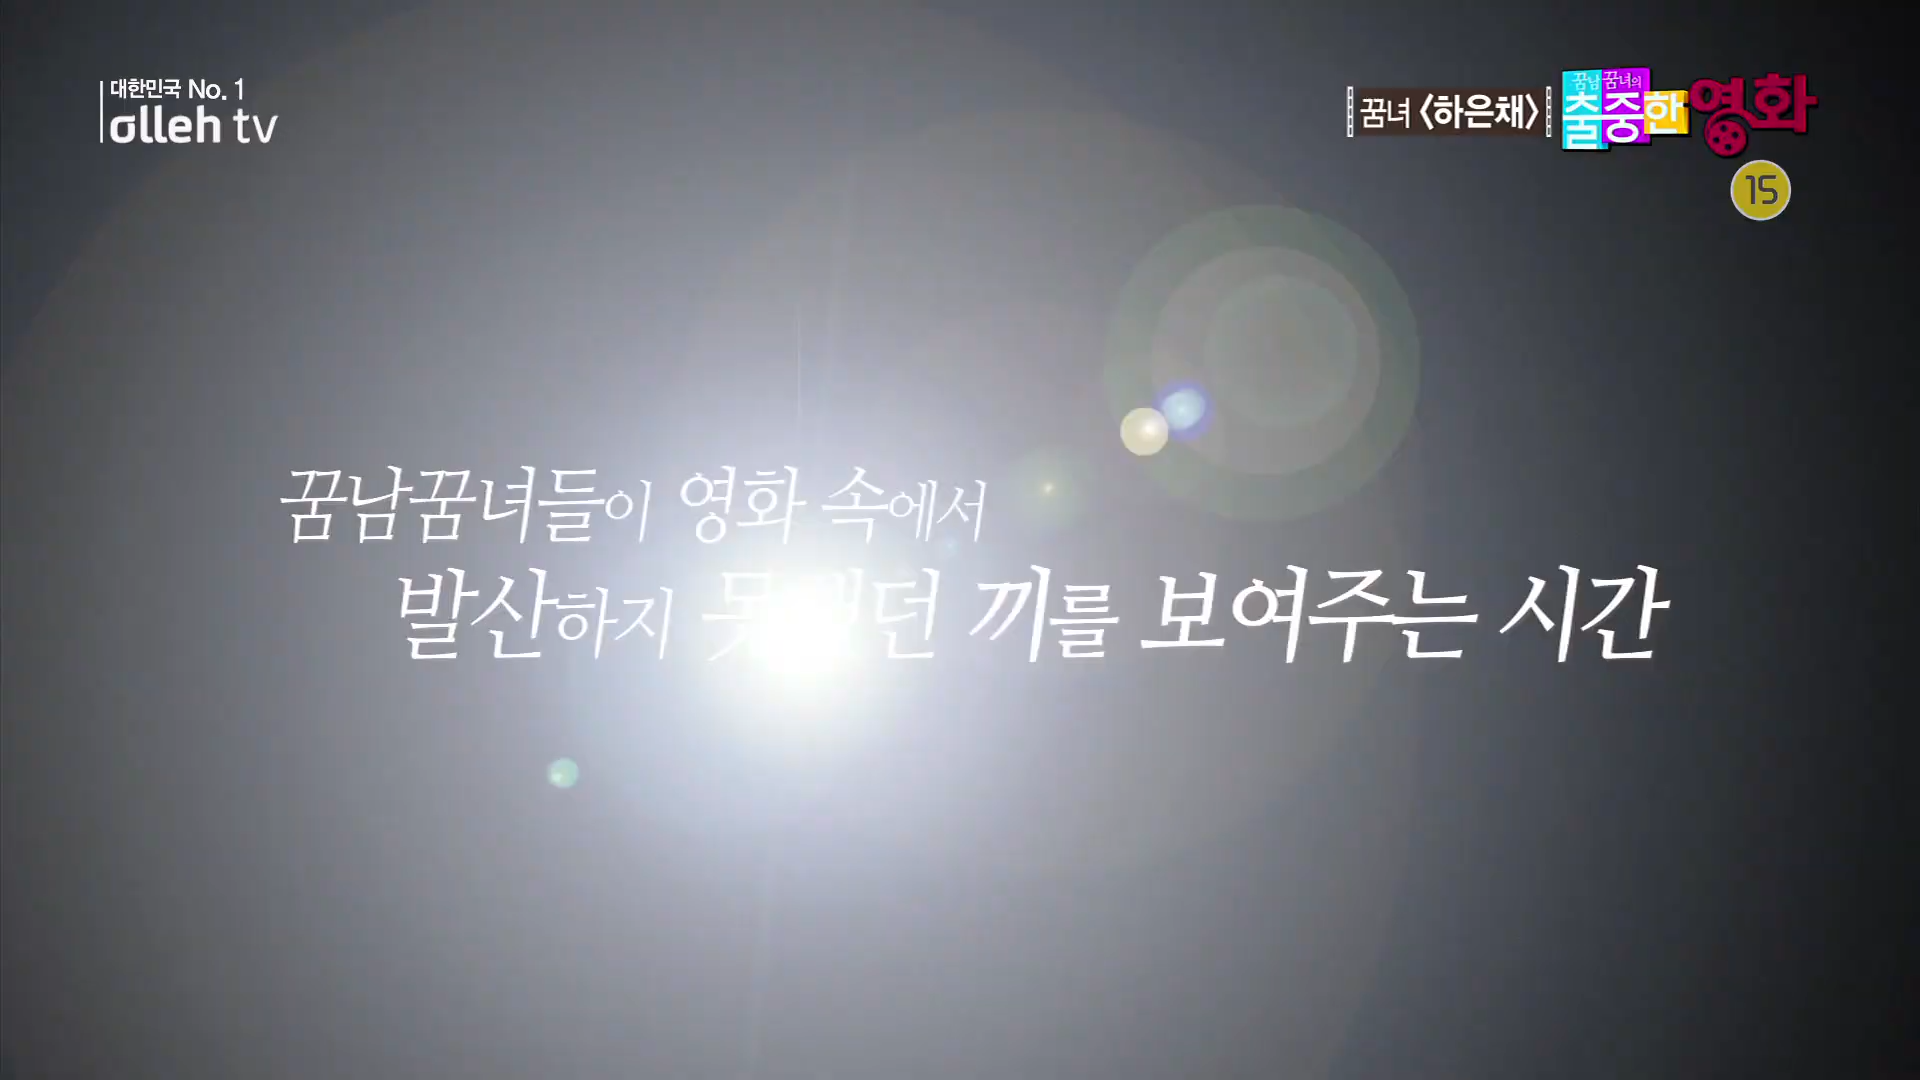 대한민국 No. 1
olleh tv
꿈녀 <하은채>
꿈남꿈녀의
출중한 영화
15
꿈남꿈녀들이 영화 속에서
발산하지 못했던 끼를 보여주는 시간